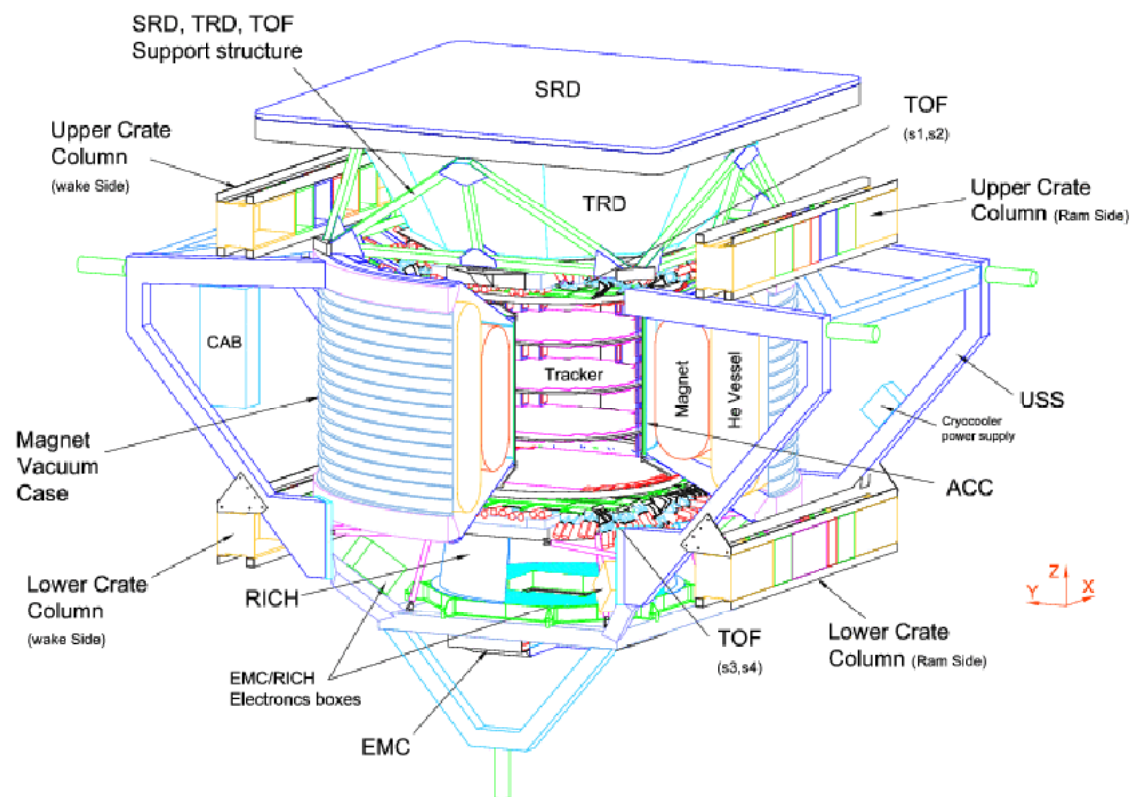 SRD, TRD, TOF
Support structure
SRD
TOF
(s1,s2)
Upper Crate
Column
(wake Side)
TRD
Upper Crate
Column (Ram Side)
CAB
Tracker
Magnet
He Vessel
USS
Cryocooler
power supply
Magnet
Vacuum
Case
ACC
Lower Crate
Column
(wake Side)
RICH
Z
Y
X
TOF
(s3,s4)
Lower Crate
Column (Ram Side)
EMC/RICH
Electroncs boxes
EMC